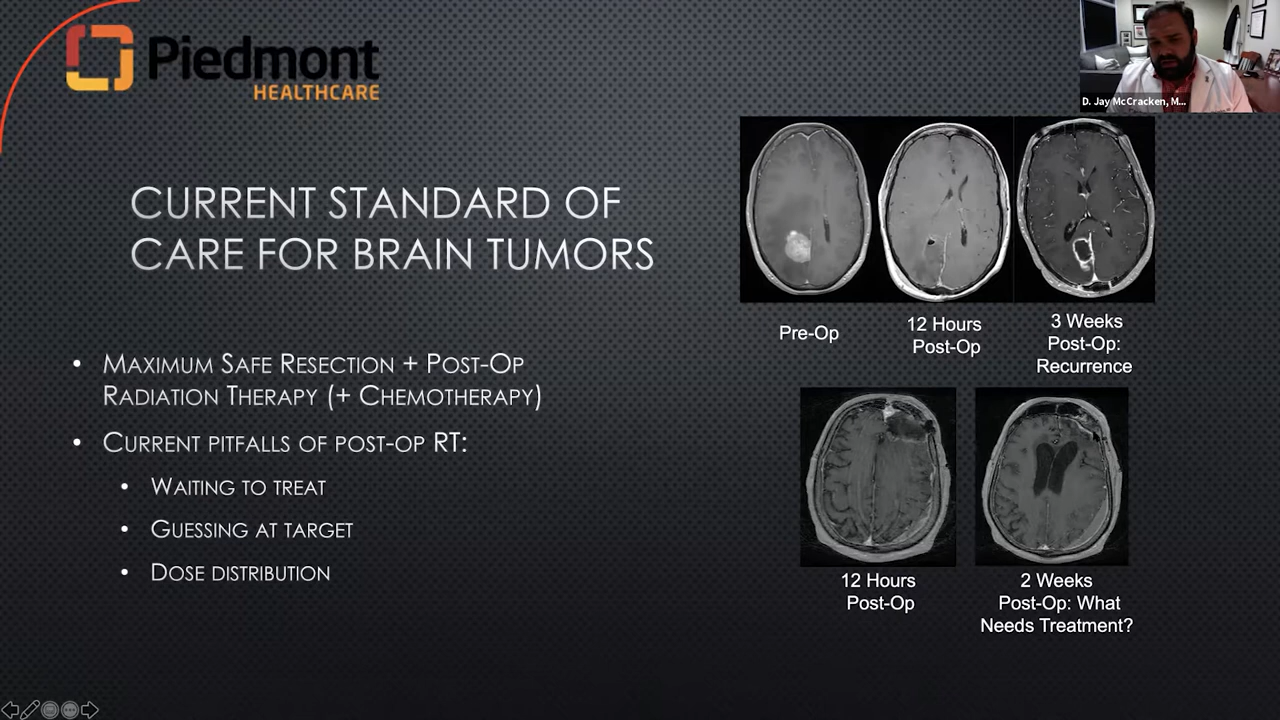 Piedmont
HEALTHCARE
D. Jay McCracken, M...
CURRENT STANDARD OF
CARE FOR BRAIN TUMORS
• MAXIMUM SAFE RESECTION + POST-OP
RADIATION THERAPY (+ CHEMOTHERAPY)
• CURRENT PITFALLS OF POST-OP RT:
• WAITING TO TREAT
• GUESSING AT TARGET
• DOSE DISTRIBUTION
Pre-Op
12 Hours
Post-Op
3 Weeks
Post-Op:
Recurrence
12 Hours
Post-Op
2 Weeks
Post-Op: What
Needs Treatment?